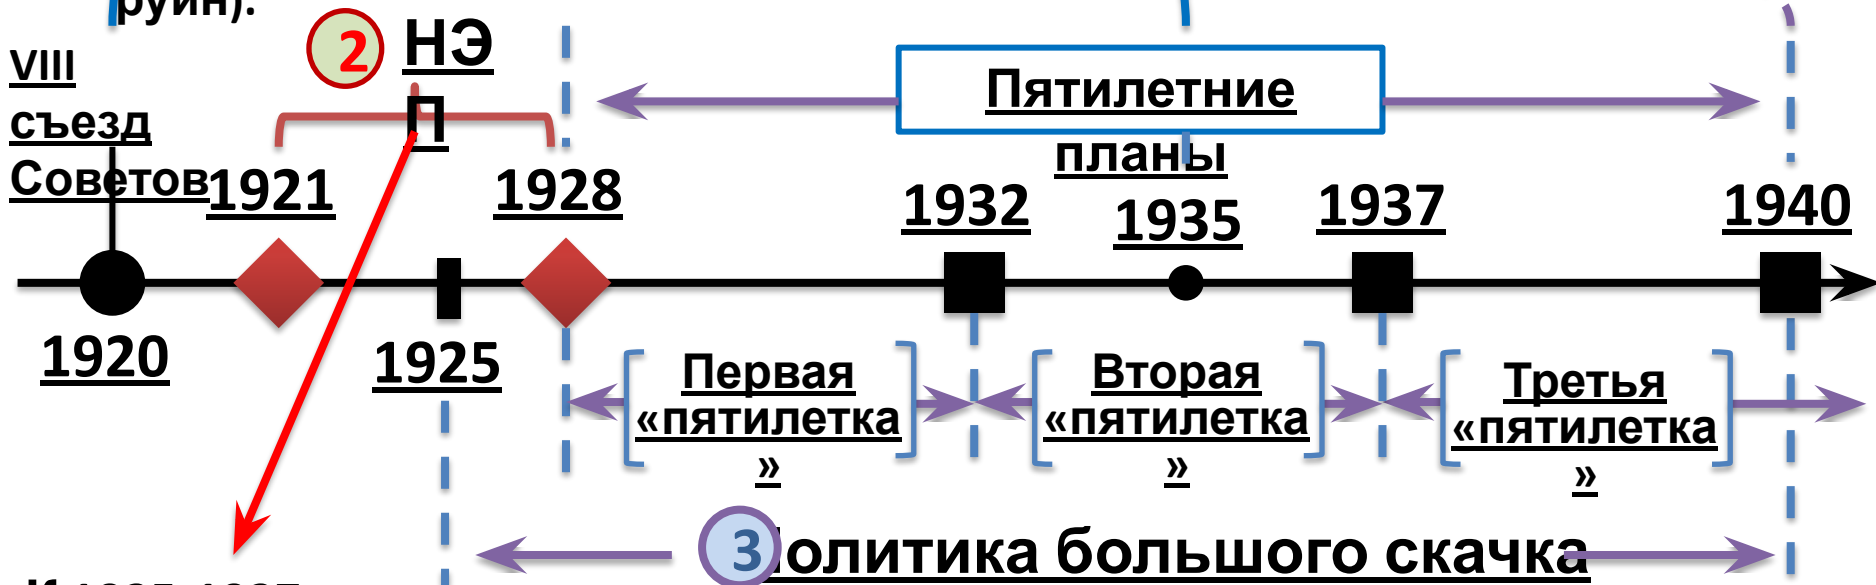 руин).
2
НЭ
П
VIII
съезд
Советов
Пятилетние
планы
1921
1928
1932
1935
1937
1940
1920
1925
Первая
«пятилетка
»
Вторая
«пятилетка
»
Третья
«пятилетка
»
3
олитика большого скачка